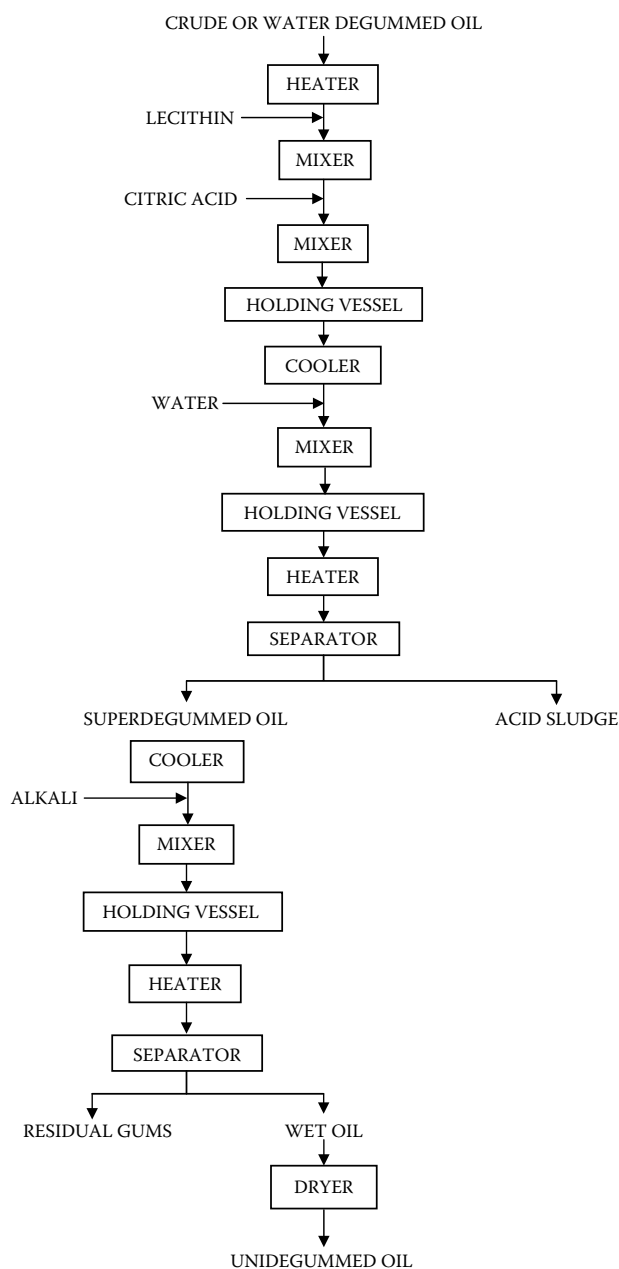 CRUDE OR WATER DEGUMMED OIL
HEATER
LECITHIN
MIXER
CITRIC ACID
MIXER
HOLDING VESSEL
COOLER
WATER
MIXER
HOLDING VESSEL
HEATER
SEPARATOR
SUPERDEGUMMED OIL
ACID SLUDGE
COOLER
ALKALI
MIXER
HOLDING VESSEL
HEATER
SEPARATOR
RESIDUAL GUMS
WET OIL
DRYER
UNIDEGUMMED OIL